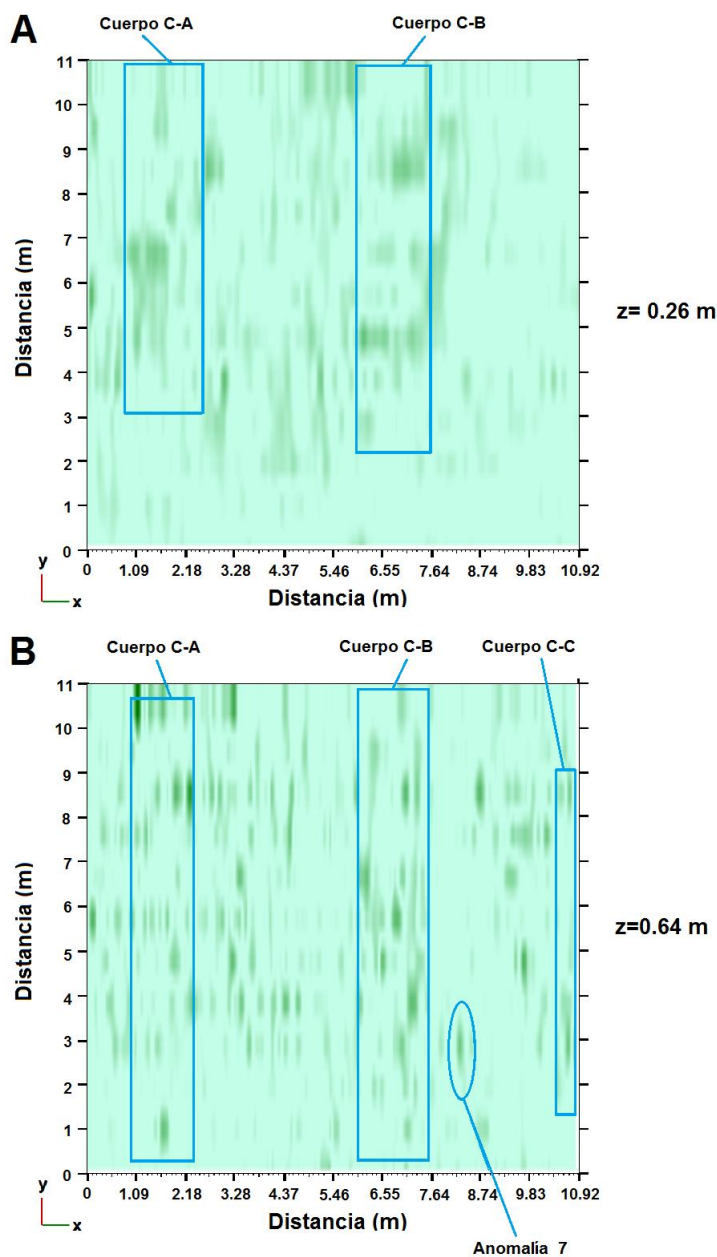 A
Cuerpo C-A
Cuerpo C-B
11
10
9
8
7
6
5
4
3
2
1
0
Distancia (m)
z= 0.26 m
0 1.09 2.18 3.28 4.37 5.46 6.55 7.64 8.74 9.83 10.92
Distancia (m)
y
x
B
Cuerpo C-A
Cuerpo C-B
Cuerpo C-C
11
10
9
8
7
6
5
4
3
2
1
0
Distancia (m)
z=0.64 m
0 1.09 2.18 3.28 4.37 5.46 6.55 7.64 8.74 9.83 10.92
Distancia (m)
y
x
Anomalía 7